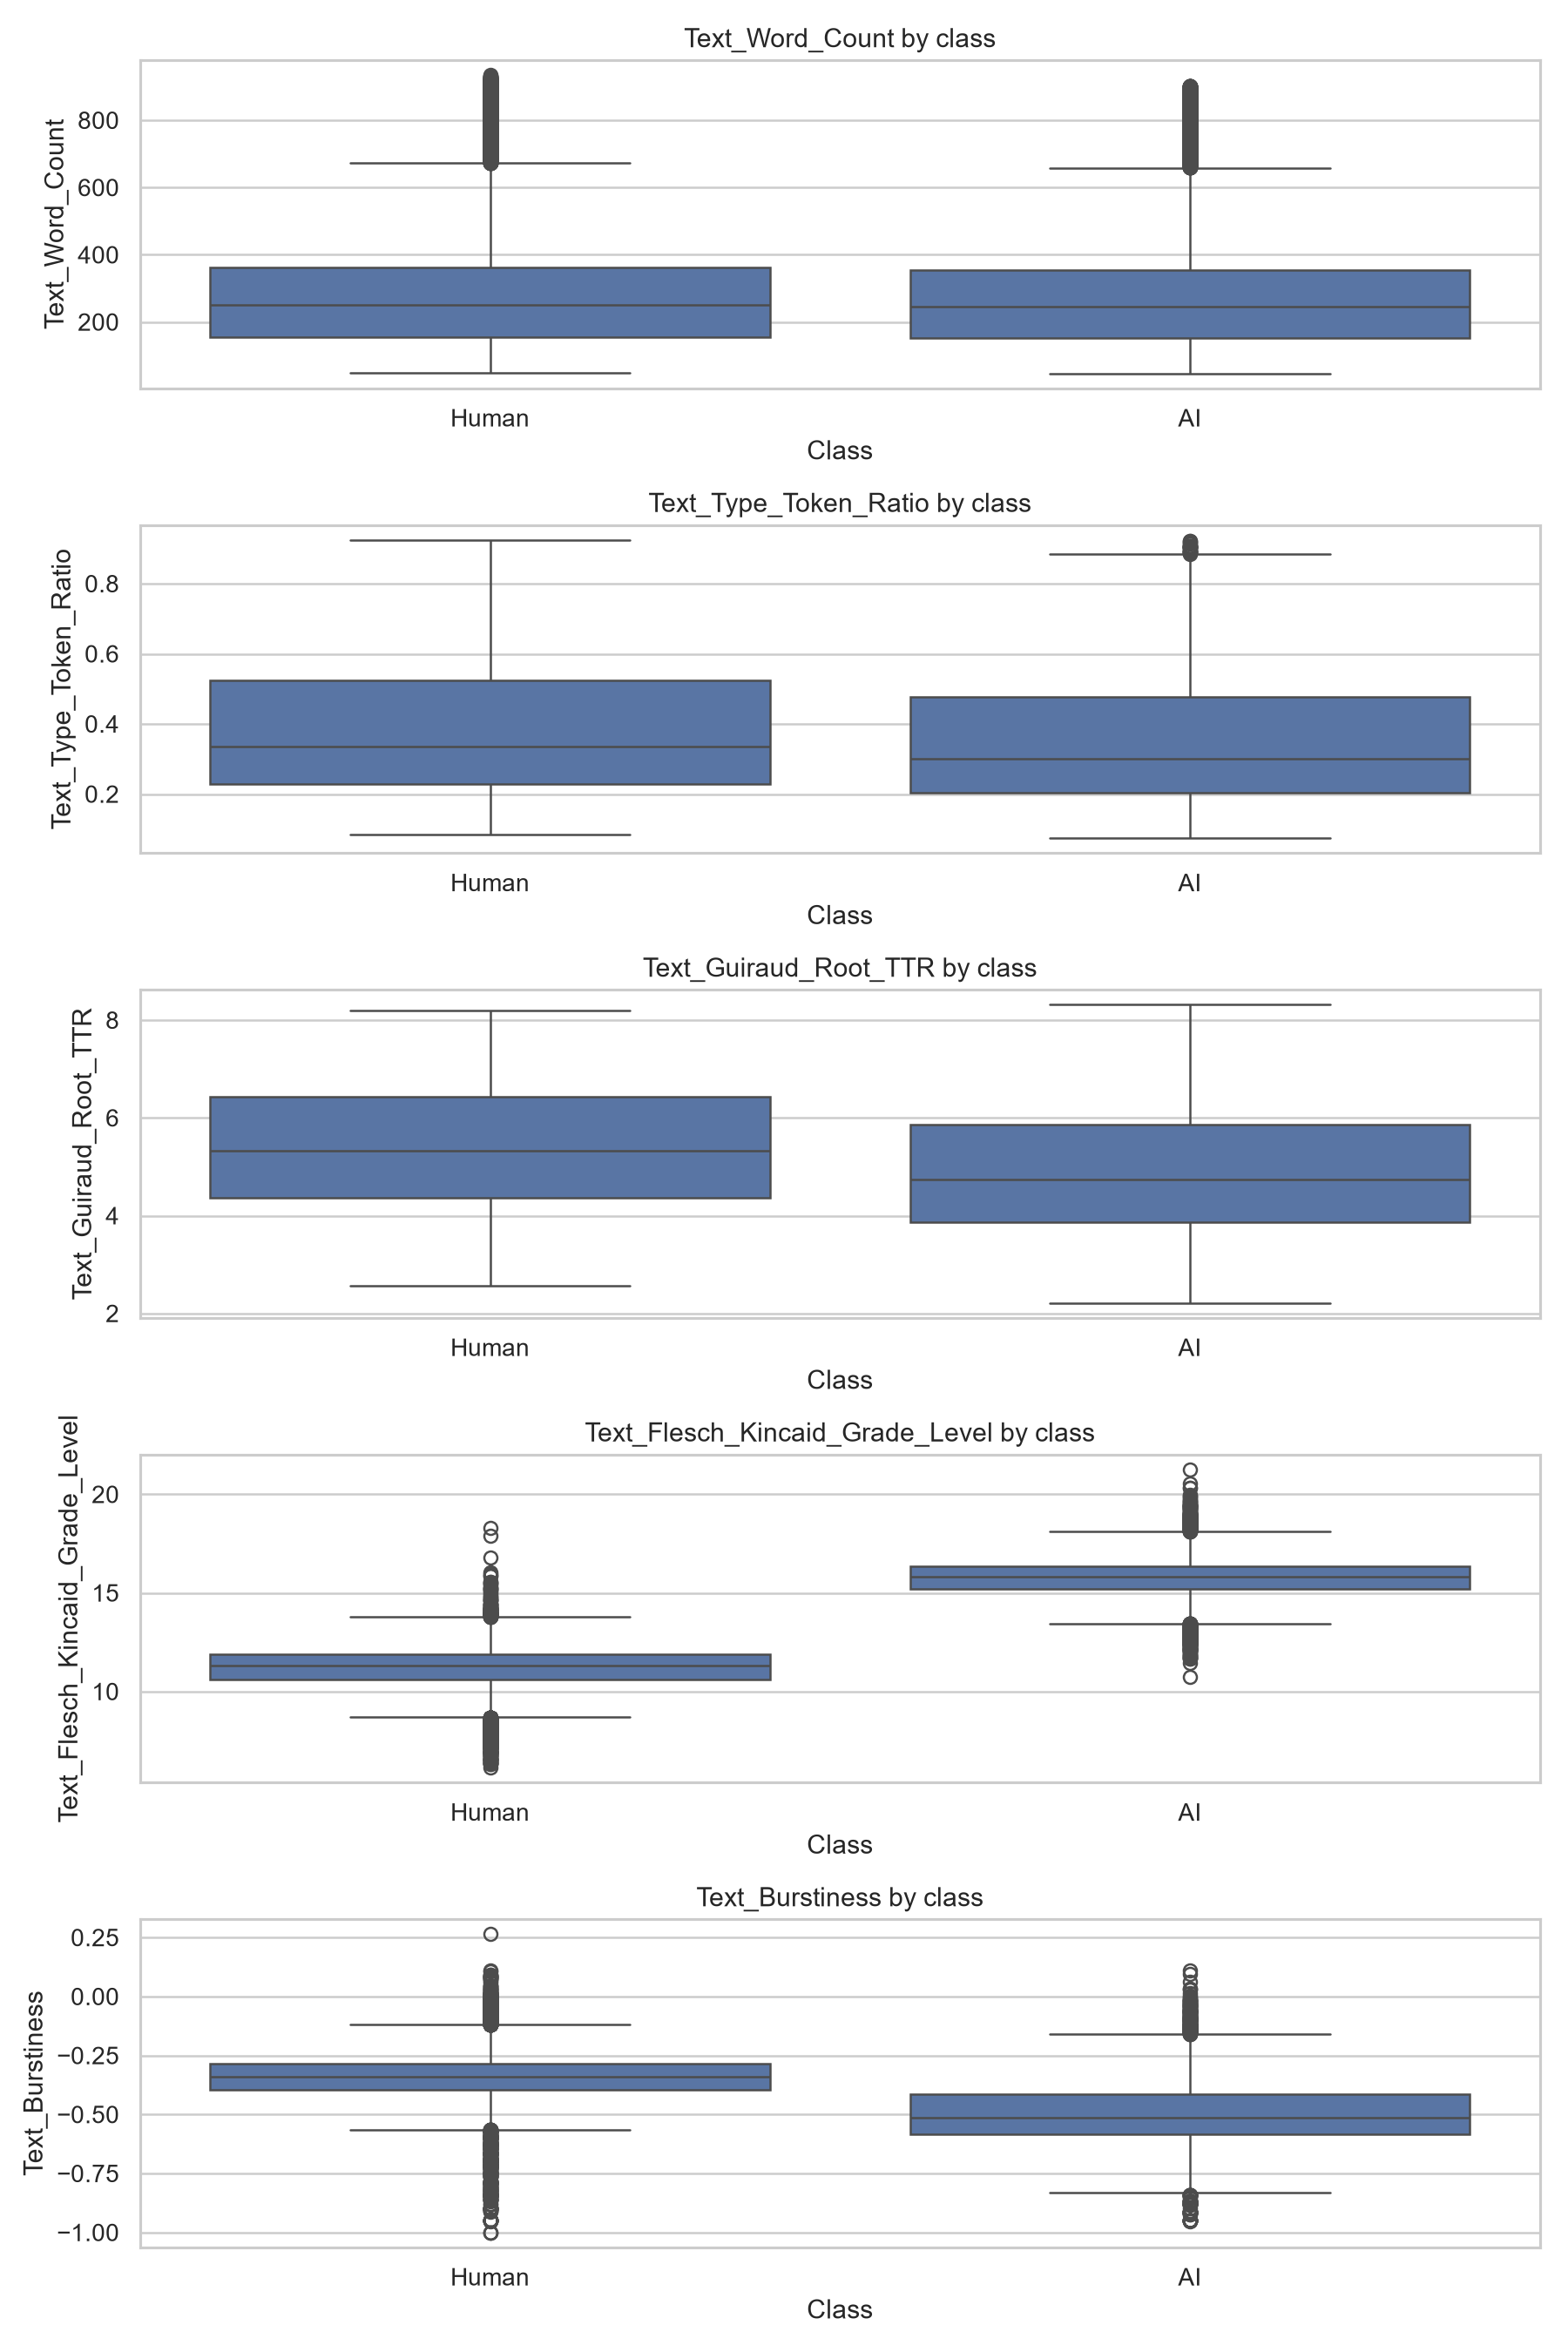 Text_Word_Count by class
Text_Word_Count
800
600
400
200
Human
AI
Class
Text_Type_Token_Ratio by class
Text_Type_Token_Ratio
0.8
0.6
0.4
0.2
Human
AI
Class
Text_Guiraud_Root_TTR by class
Text_Guiraud_Root_TTR
8
6
4
2
Human
AI
Class
Text_Flesch_Kincaid_Grade_Level by class
Text_Flesch_Kincaid_Grade_Level
20
15
10
Human
AI
Class
Text_Burstiness by class
Text_Burstiness
0.25
0.00
−0.25
−0.50
−0.75
−1.00
Human
AI
Class